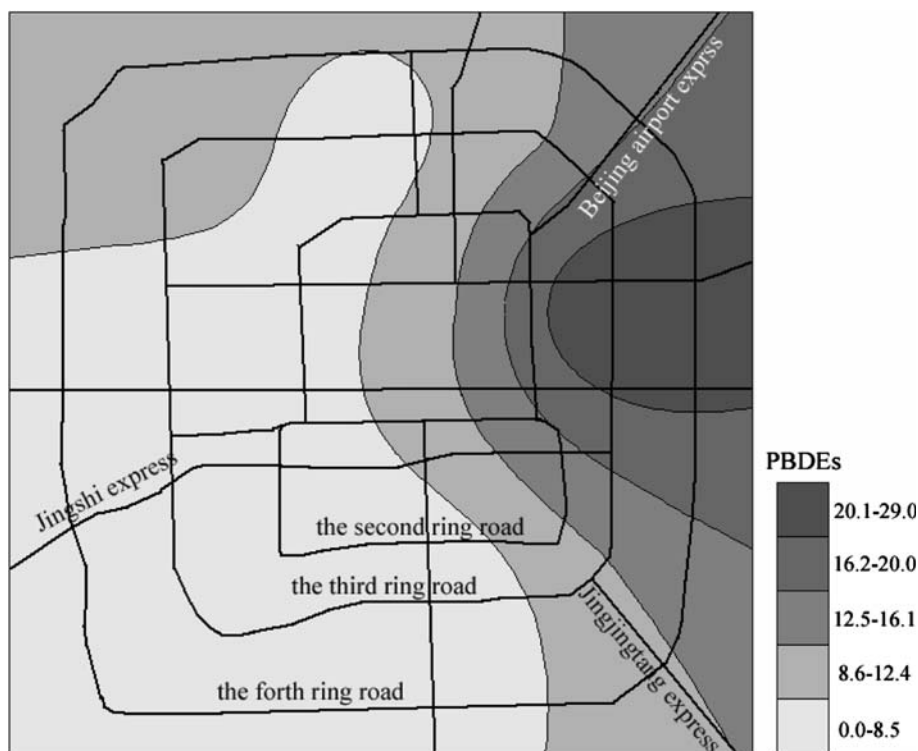 Beijing airport exprss
PBDEs
20.1-29.0
16.2-20.0
12.5-16.1
8.6-12.4
0.0-8.5
Jingshi express
the second ring road
the third ring road
Jingjingtang express
the forth ring road